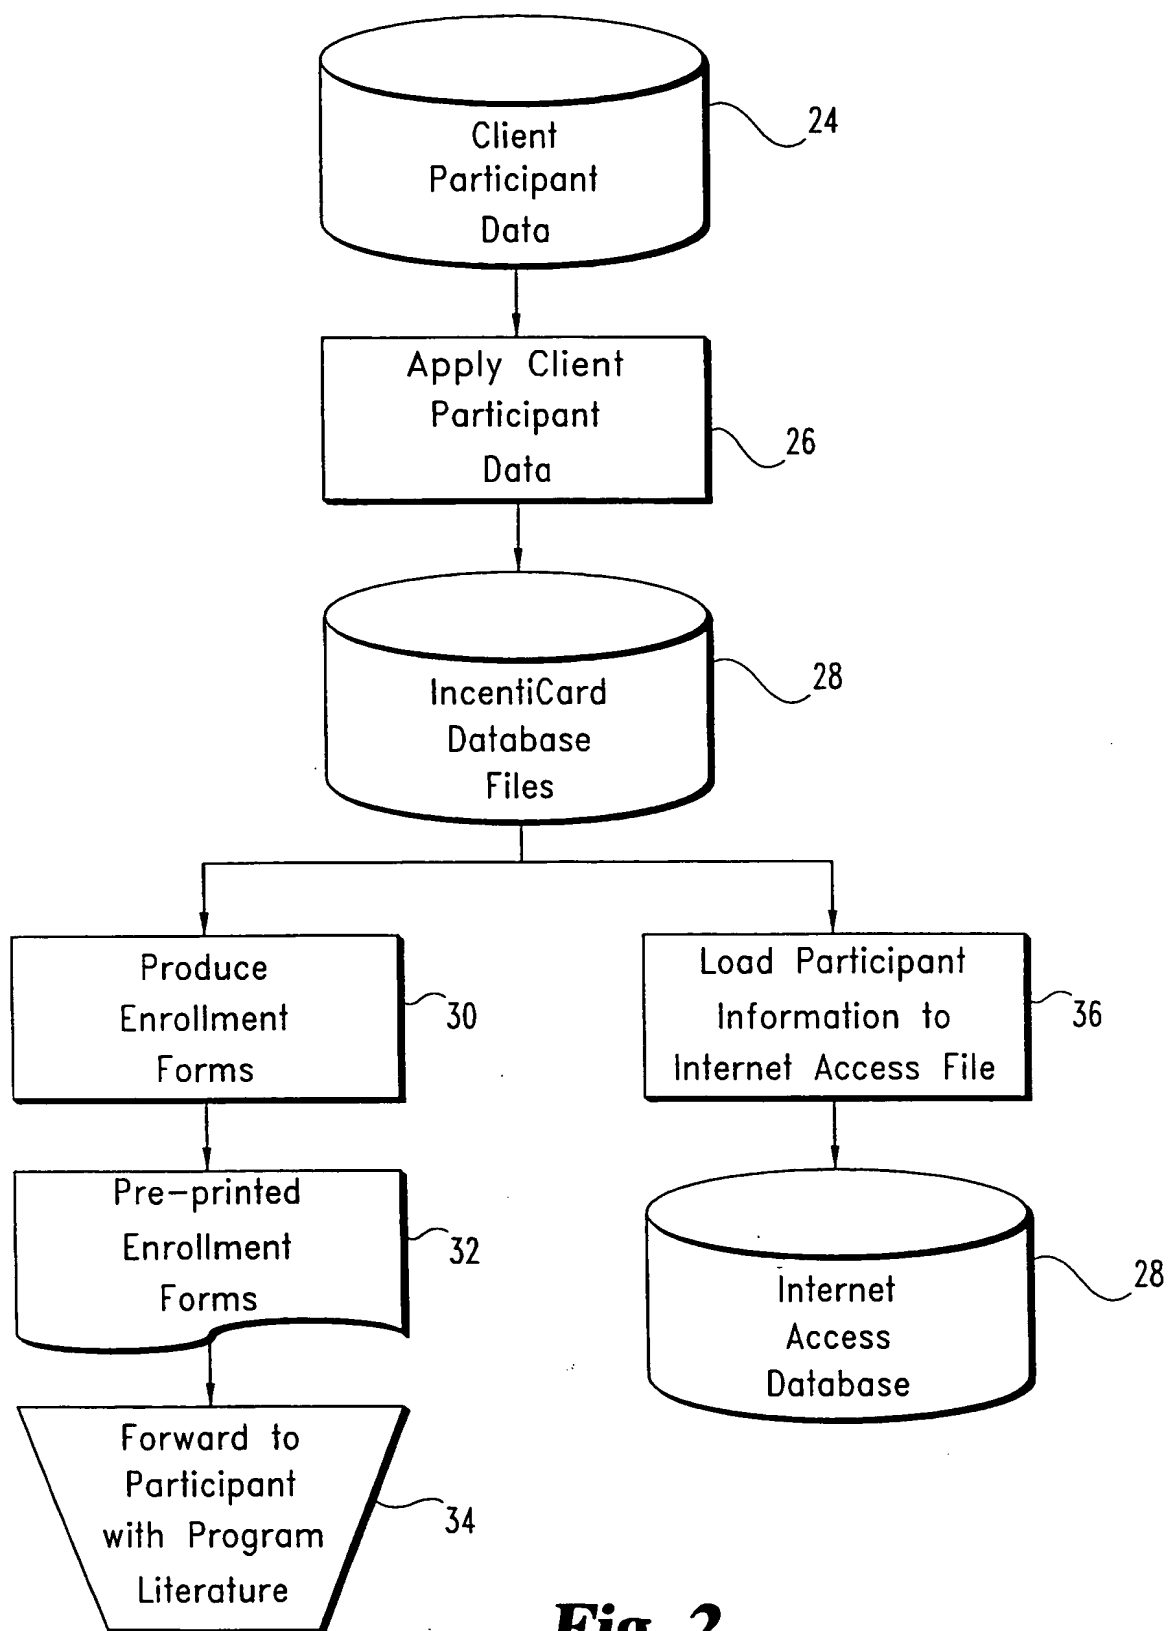 Client
Participant
Data
24
Apply Client
Participant
Data
26
IncentiCard
Database
Files
28
Produce
Enrollment
Forms
30
Load Participant
Information to
Internet Access File
36
Pre-printed
Enrollment
Forms
32
Internet
Access
Database
28
Forward to
Participant
with Program
Literature
34
Fig. 2